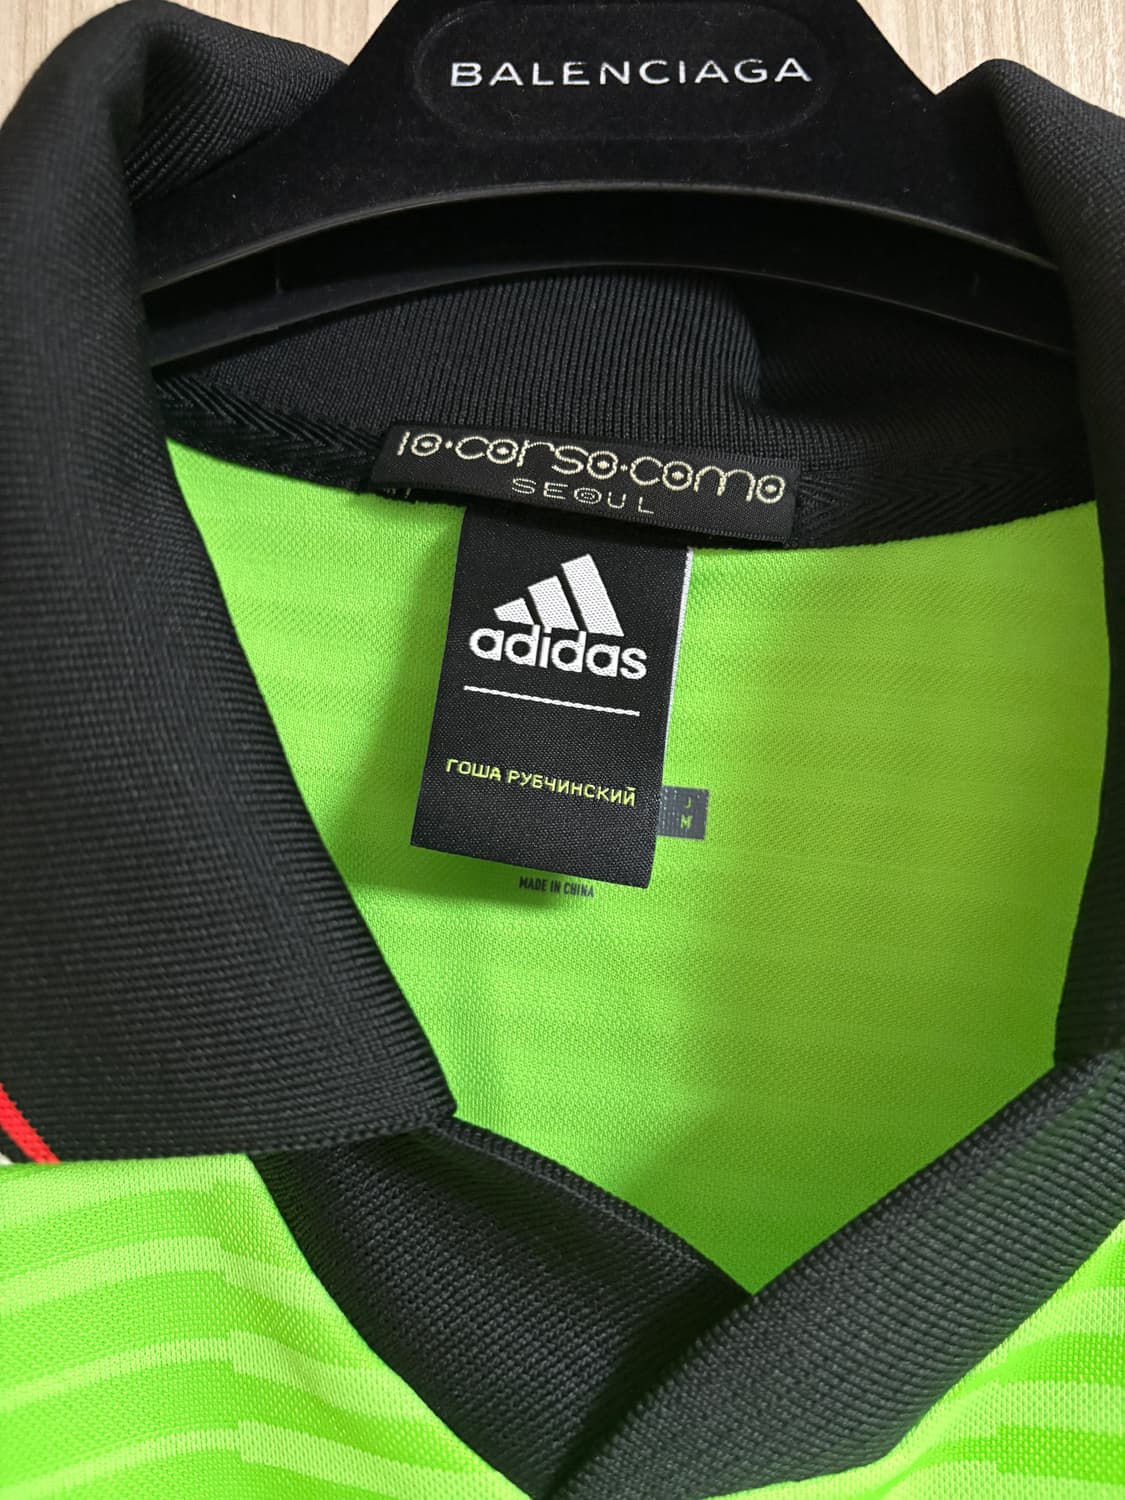 BALENCIAGA
10·corso·como
SEOUL
adidas
ГОША РУБЧИНСКИЙ
J
M
MADE IN CHINA